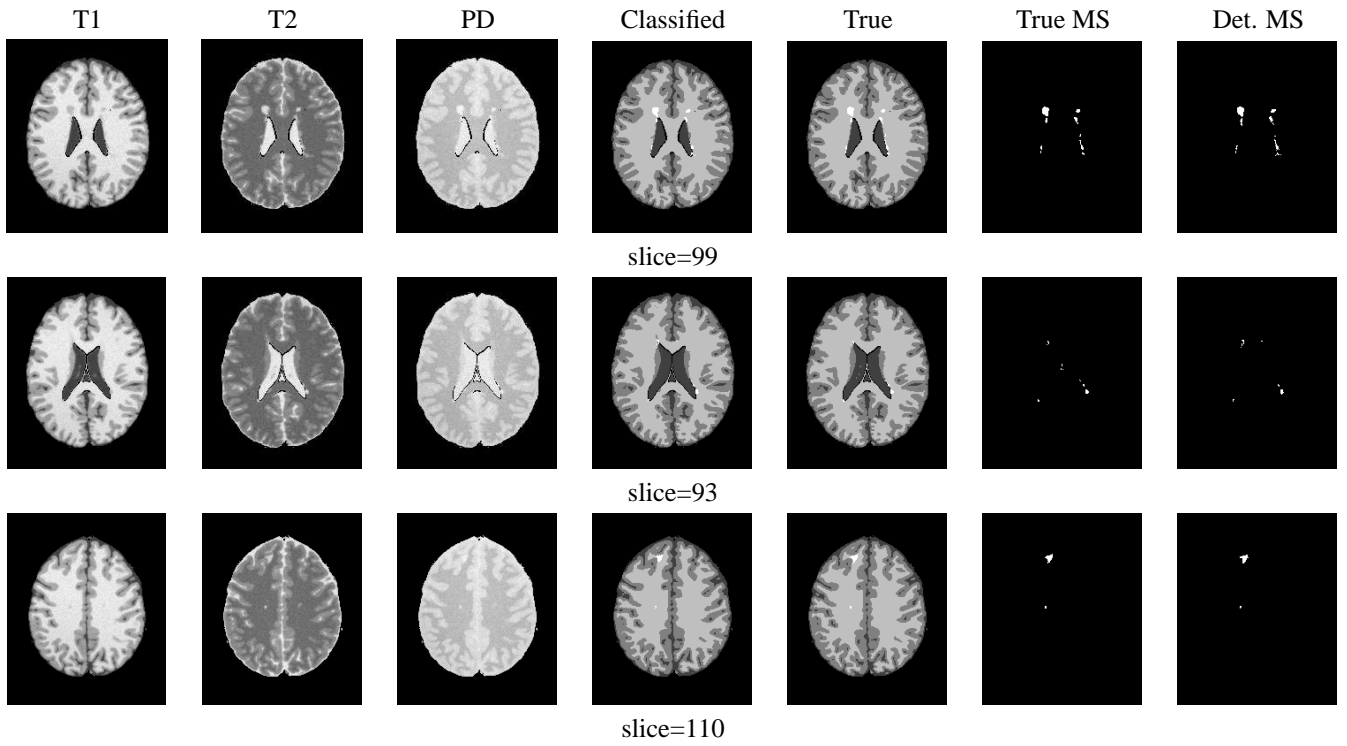 T1 T2 PD Classified True True MS Det. MS
slice=99
slice=93
slice=110